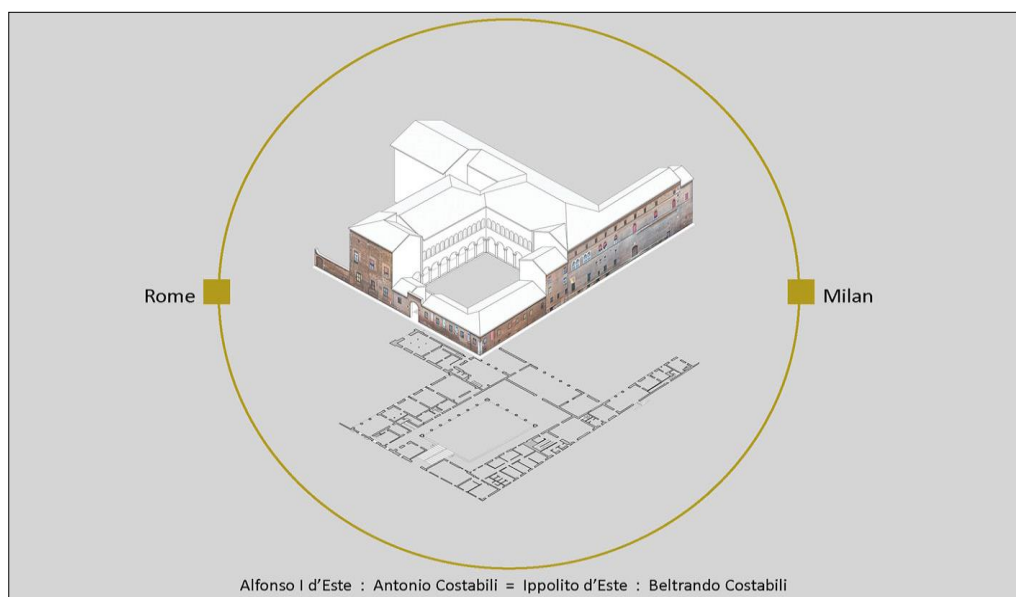 Rome
Milan
Alfonso I d’Este : Antonio Costabili = Ippolito d’Este : Beltrando Costabili